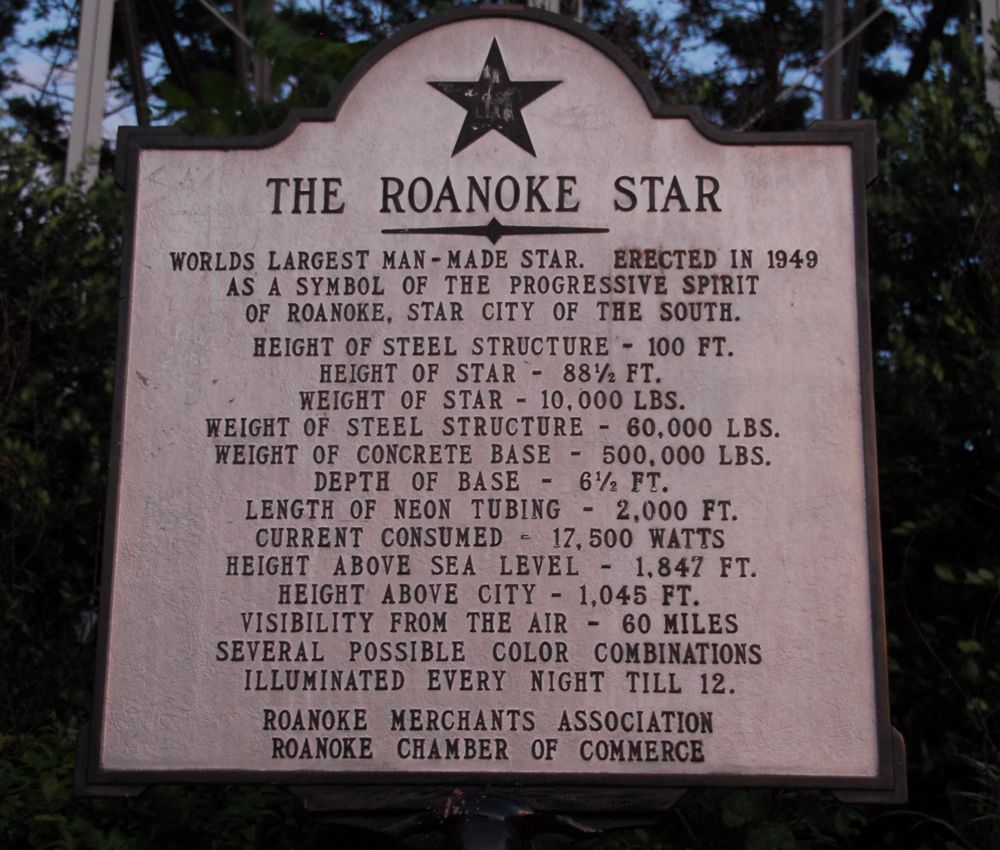 THE ROANOKE STAR
WORLDS LARGEST MAN-MADE STAR. ERECTED IN 1949
AS A SYMBOL OF THE PROGRESSIVE SPIRIT
OF ROANOKE, STAR CITY OF THE SOUTH.
HEIGHT OF STEEL STRUCTURE - 100 FT.
HEIGHT OF STAR - 88½ FT.
WEIGHT OF STAR - 10,000 LBS.
WEIGHT OF STEEL STRUCTURE - 60,000 LBS.
WEIGHT OF CONCRETE BASE - 500,000 LBS.
DEPTH OF BASE - 6½ FT.
LENGTH OF NEON TUBING - 2,000 FT.
CURRENT CONSUMED - 17,500 WATTS
HEIGHT ABOVE SEA LEVEL - 1,847 FT.
HEIGHT ABOVE CITY - 1,045 FT.
VISIBILITY FROM THE AIR - 60 MILES
SEVERAL POSSIBLE COLOR COMBINATIONS
ILLUMINATED EVERY NIGHT TILL 12.
ROANOKE MERCHANTS ASSOCIATION
ROANOKE CHAMBER OF COMMERCE